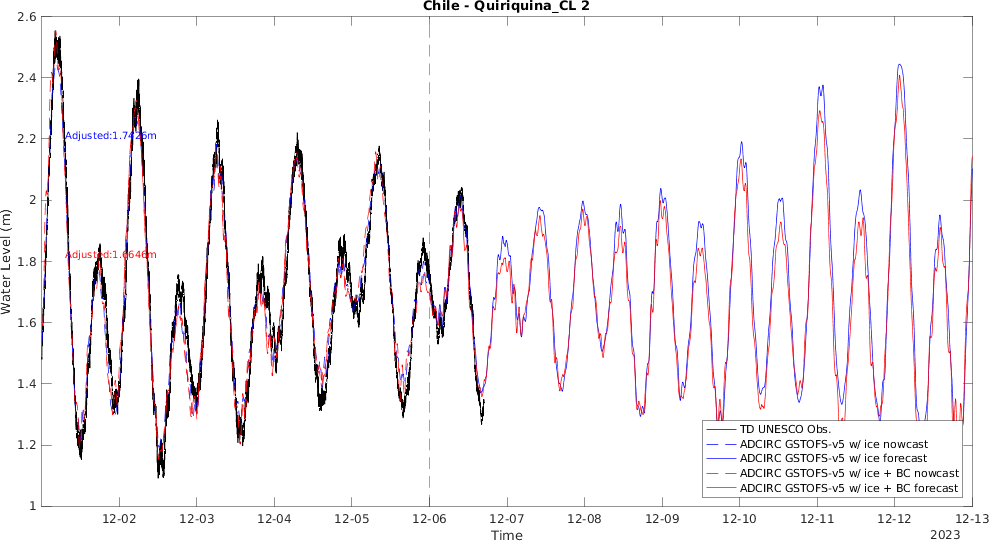 Chile - Quiriquina_CL 2
2.6
2.4
2.2
2
1.8
1.6
1.4
1.2
1
Water Level (m)
Adjusted:1.7426m
Adjusted:1.6646m
TD UNESCO Obs.
ADCIRC GSTOFS-v5 w/ ice nowcast
ADCIRC GSTOFS-v5 w/ ice forecast
ADCIRC GSTOFS-v5 w/ ice + BC nowcast
ADCIRC GSTOFS-v5 w/ ice + BC forecast
12-02 12-03 12-04 12-05 12-06 12-07 12-08 12-09 12-10 12-11 12-12 12-13
Time
2023